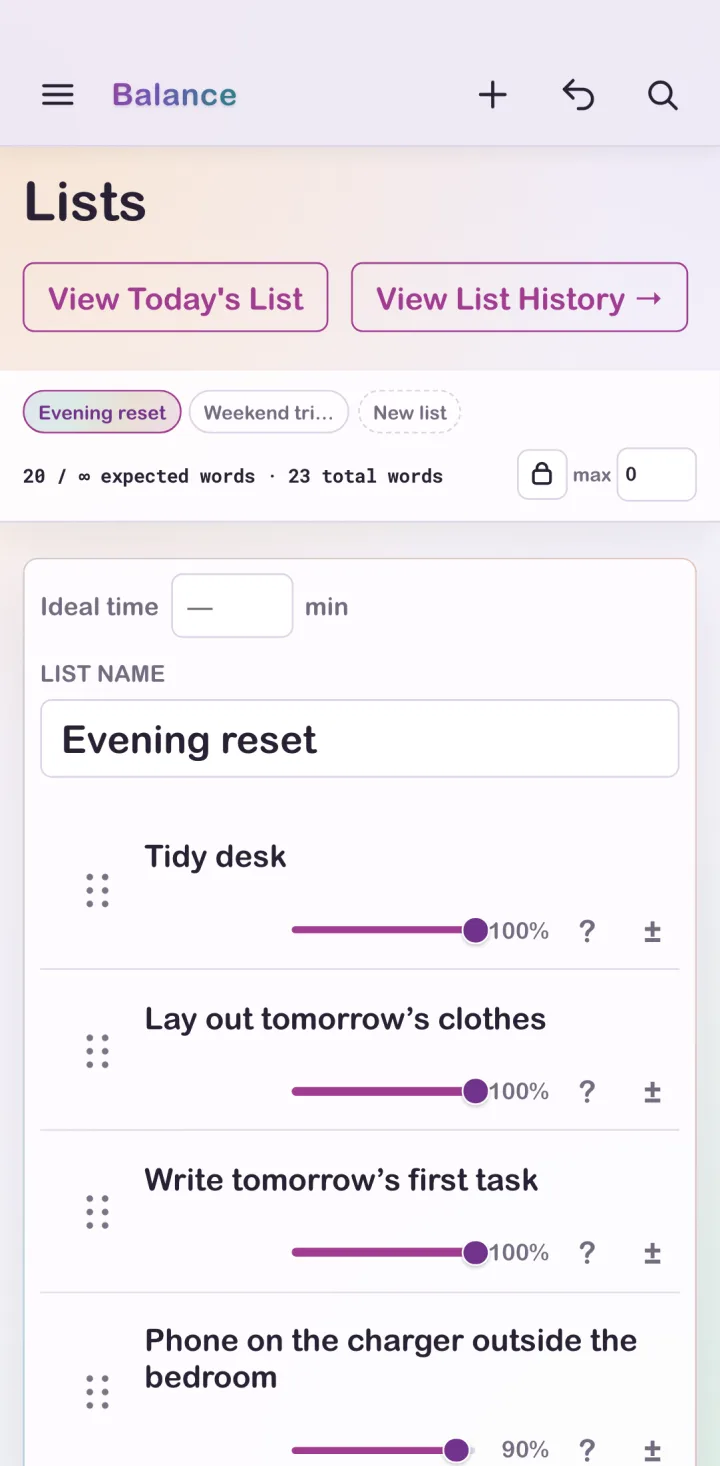 Balance
Lists
View Today's List
View List History →
Evening reset
Weekend tri...
New list
20 / ∞ expected words · 23 total words
max
0
Ideal time
—
min
LIST NAME
Evening reset
Tidy desk
100%
?
±
Lay out tomorrow’s clothes
100%
?
±
Write tomorrow’s first task
100%
?
±
Phone on the charger outside the
bedroom
90%
?
±